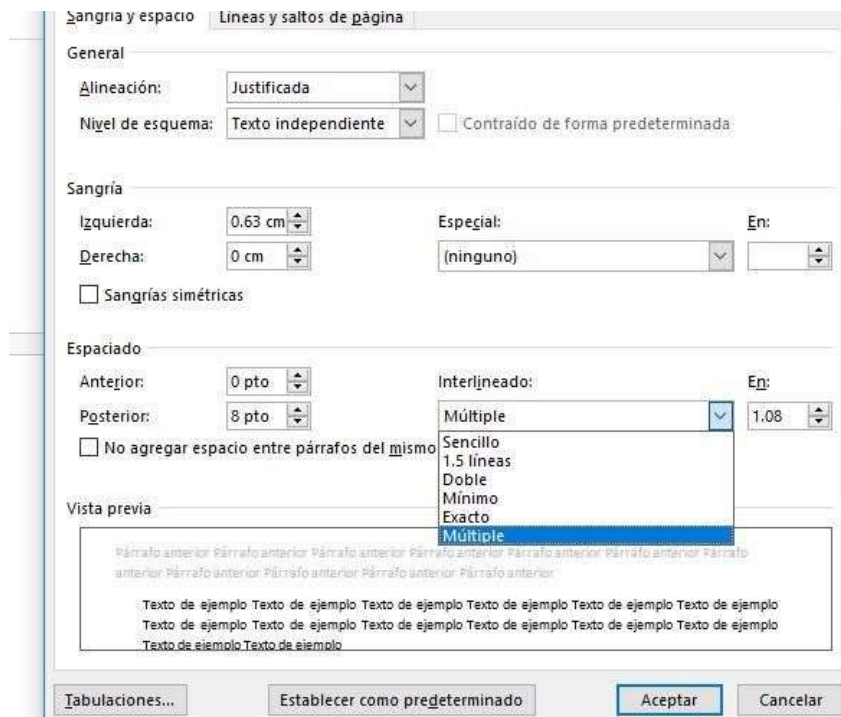 Sangría y espacio Líneas y saltos de página
General
Alineación: Justificada
Nivel de esquema: Texto independiente Contraído de forma predeterminada
Sangría
Izquierda: 0.63 cm Especial: En:
Derecha: 0 cm (ninguno)
Sangrías simétricas
Espaciado
Anterior: 0 pto Interlineado: En:
Posterior: 8 pto Múltiple 1.08
No agregar espacio entre párrafos del mismo
Sencillo
1.5 líneas
Doble
Mínimo
Exacto
Múltiple
Vista previa
Párrafo anterior Párrafo anterior Párrafo anterior Párrafo anterior Párrafo anterior Párrafo anterior Párrafo
anterior Párrafo anterior Párrafo anterior Párrafo anterior Párrafo anterior
Texto de ejemplo Texto de ejemplo Texto de ejemplo Texto de ejemplo Texto de ejemplo Texto de ejemplo
Texto de ejemplo Texto de ejemplo Texto de ejemplo Texto de ejemplo Texto de ejemplo Texto de ejemplo
Texto de ejemplo Texto de ejemplo
Tabulaciones... Establecer como predeterminado Aceptar Cancelar